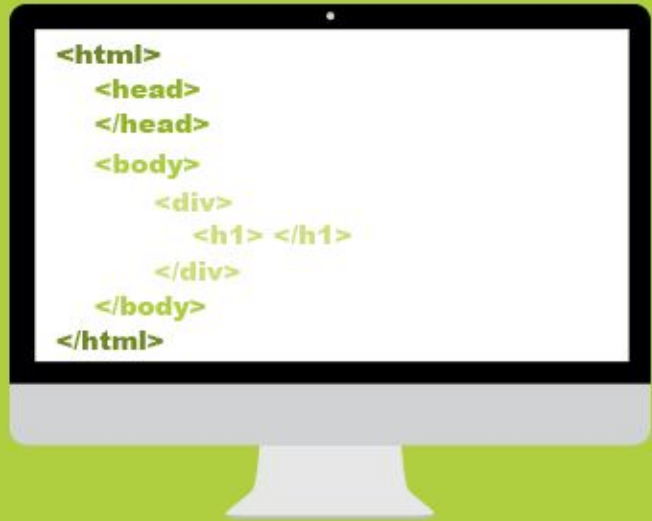 <html>
<head>
</head>
<body>
<div>
<h1> </h1>
</div>
</body>
</html>